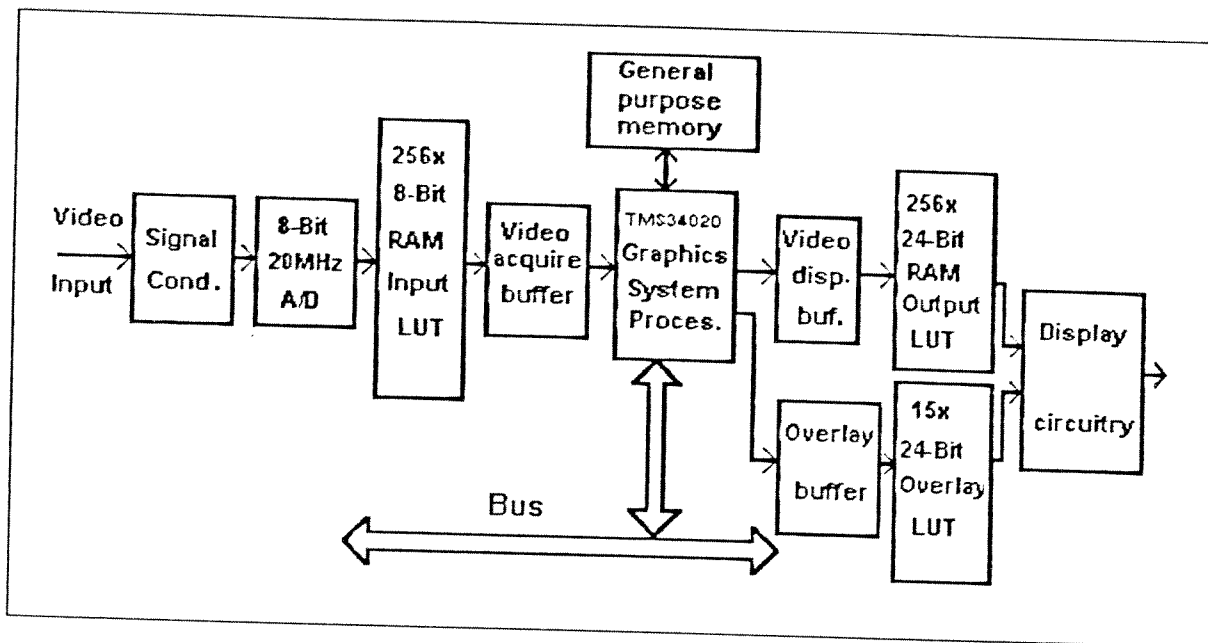 General
purpose
memory
Video
Input
Signal
Cond.
8-Bit
20MHz
A/D
256x
8-Bit
RAM
Input
LUT
Video
acquire
buffer
TMS34020
Graphics
System
Proces.
Video
disp.
buf.
256x
24-Bit
RAM
Output
LUT
Display
circuitry
Overlay
buffer
15x
24-Bit
Overlay
LUT
Bus